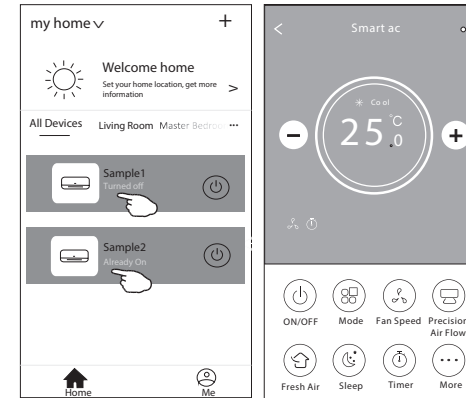 my home
Welcome home
Set your home location, get more
information
All Devices Living Room Master Bedroo
Sample1
Turned off
Sample2
Already On
Home
Me
Smart ac
Cool
25.0
°C
ON/OFF
Mode
Fan Speed
Precision
Air Flow
Fresh Air
Sleep
Timer
More